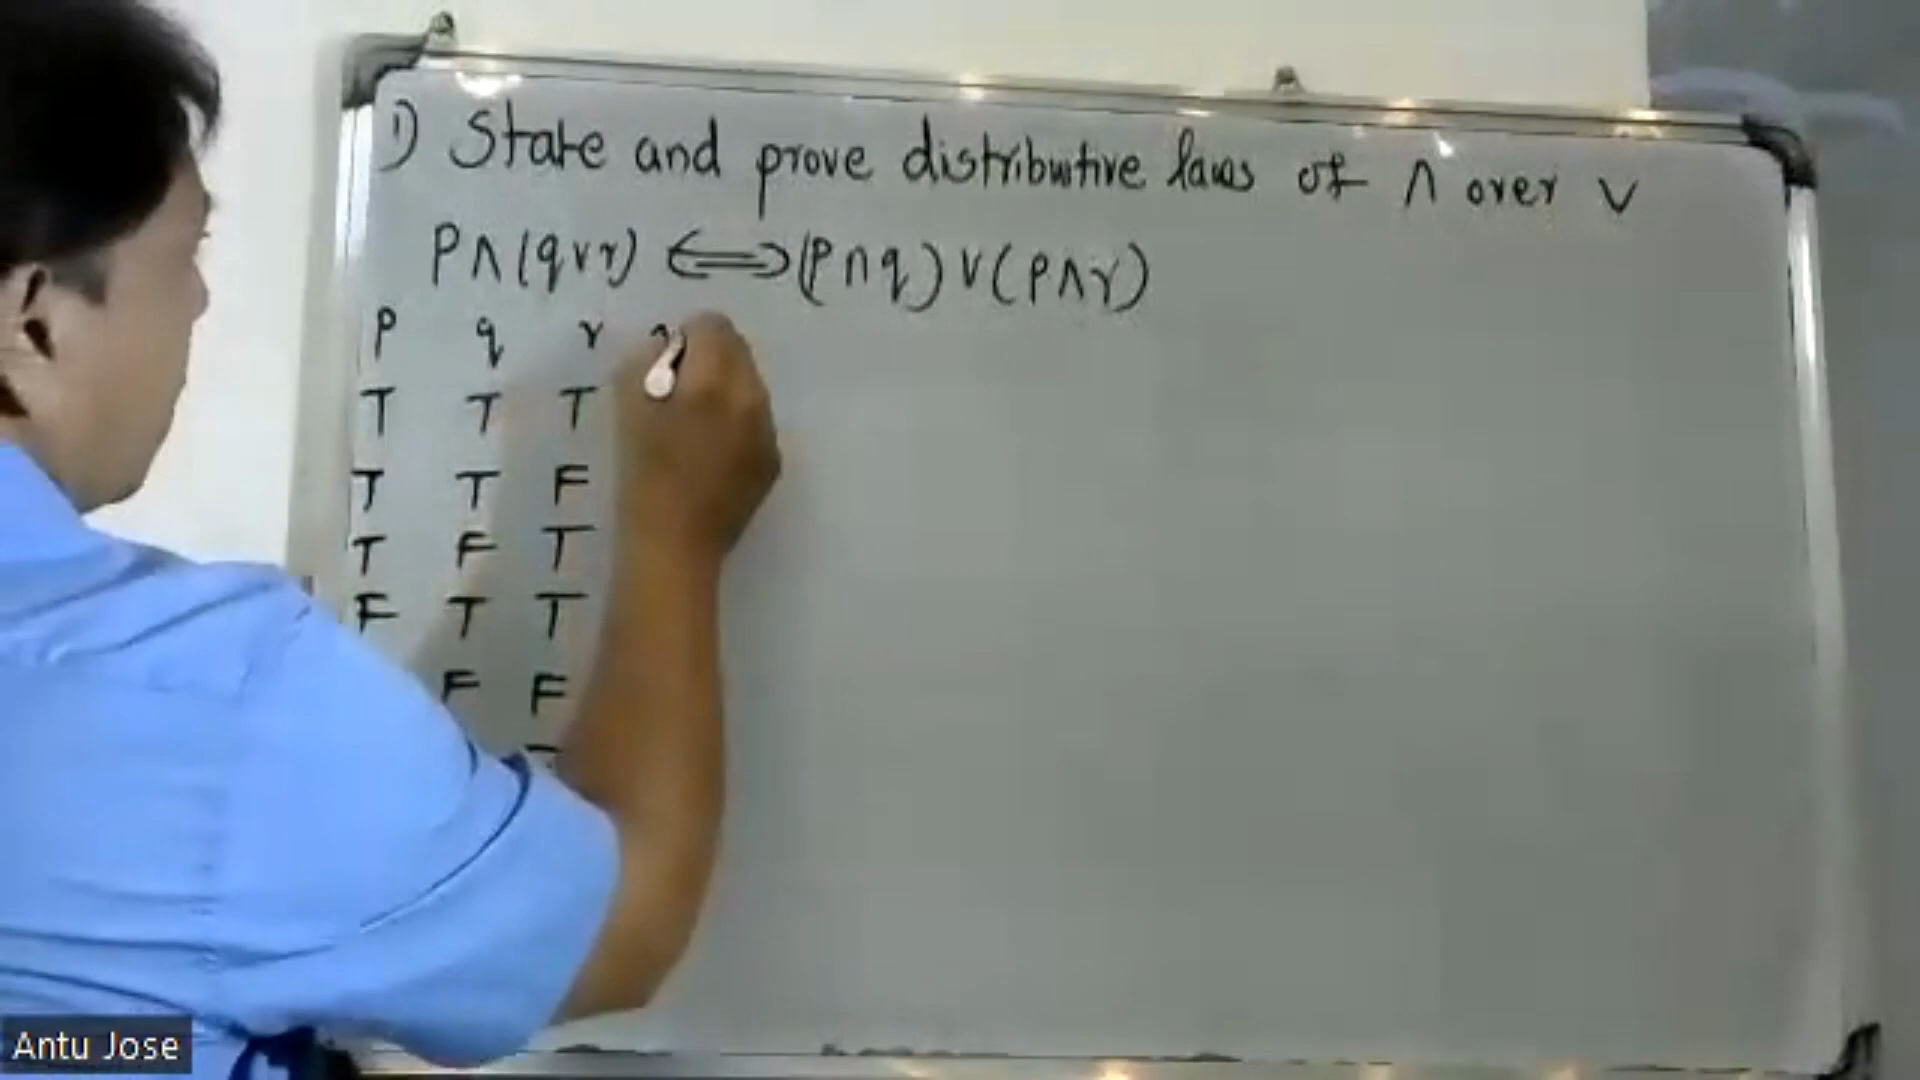 1) State and prove distributive laws of ∧ over ∨
P∧(q∨r) ⟺ (p∧q)∨(p∧r)
P q r
T T T
T T F
T F T
F T T
F F
Antu Jose